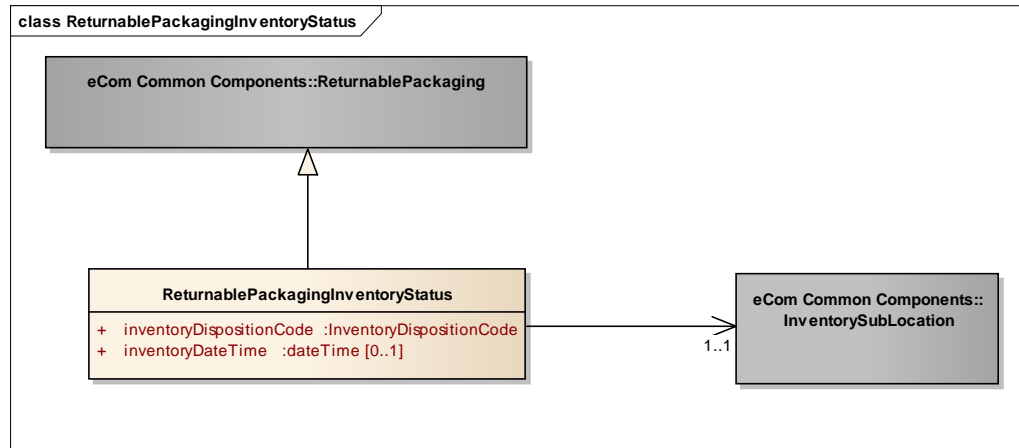 class ReturnablePackagingInventoryStatus
eCom Common Components::ReturnablePackaging
ReturnablePackagingInventoryStatus
+ inventoryDispositionCode :InventoryDispositionCode
+ inventoryDateTime :dateTime [0..1]
eCom Common Components::
InventorySubLocation
1..1